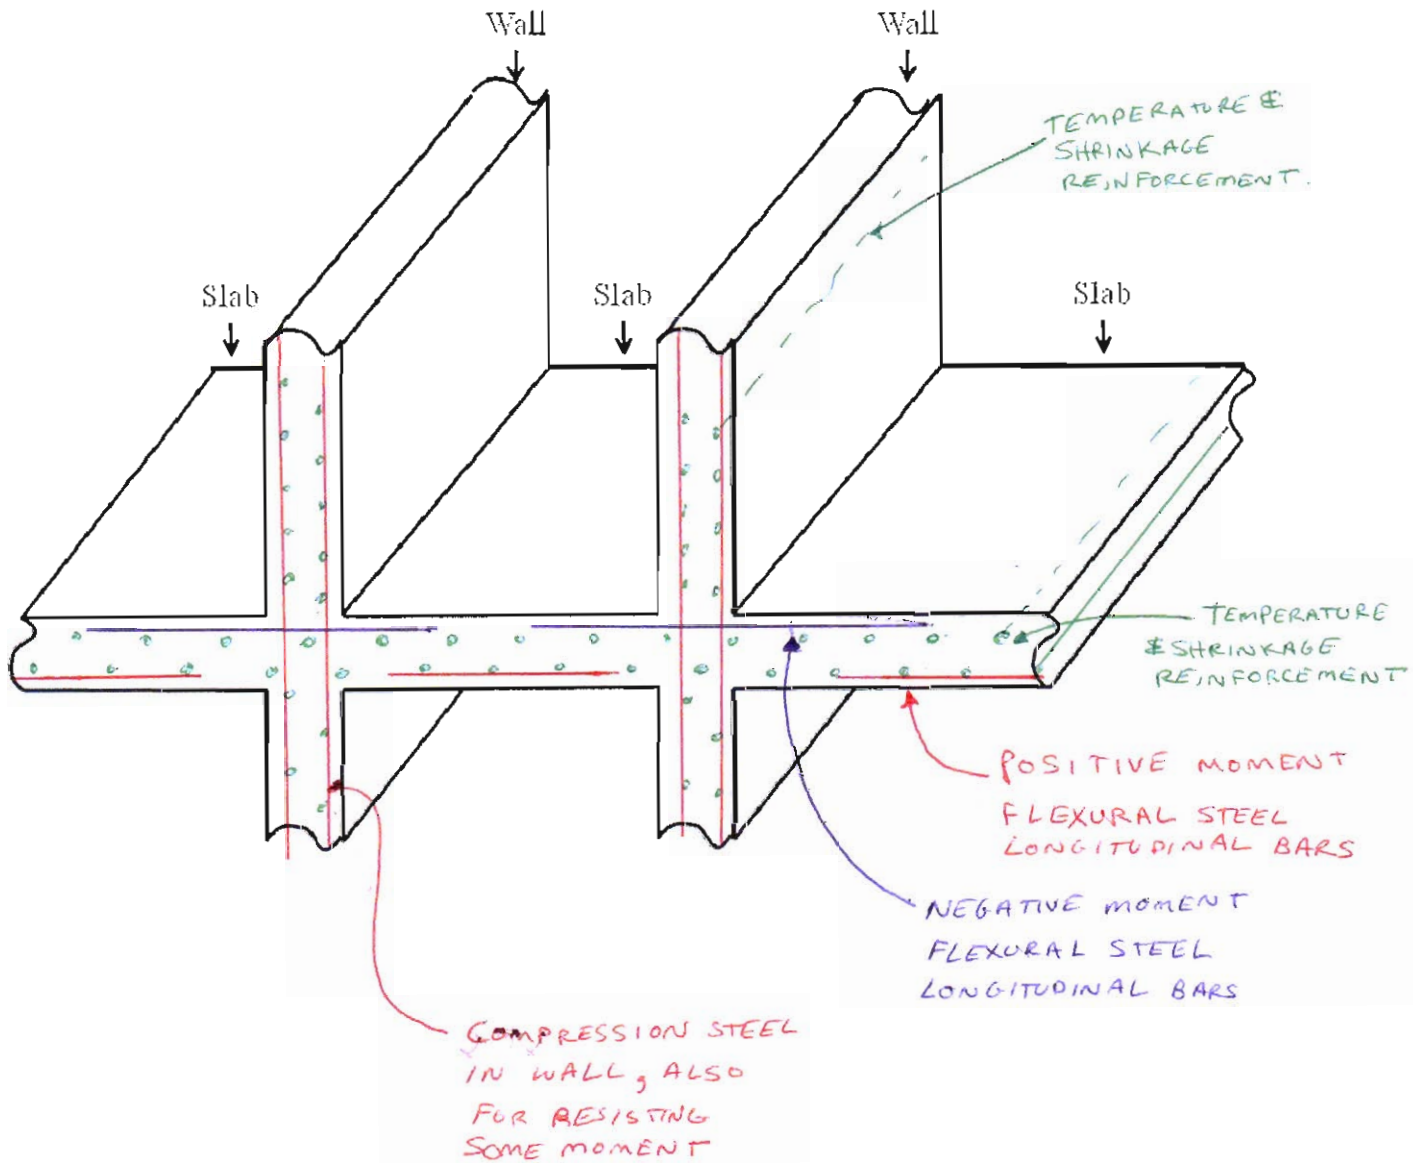 Wall
Wall
TEMPERATURE &
SHRINKAGE
REINFORCEMENT.
Slab
Slab
Slab
TEMPERATURE
& SHRINKAGE
REINFORCEMENT
POSITIVE MOMENT
FLEXURAL STEEL
LONGITUDINAL BARS
NEGATIVE MOMENT
FLEXURAL STEEL
LONGITUDINAL BARS
COMPRESSION STEEL
IN WALL, ALSO
FOR RESISTING
SOME MOMENT